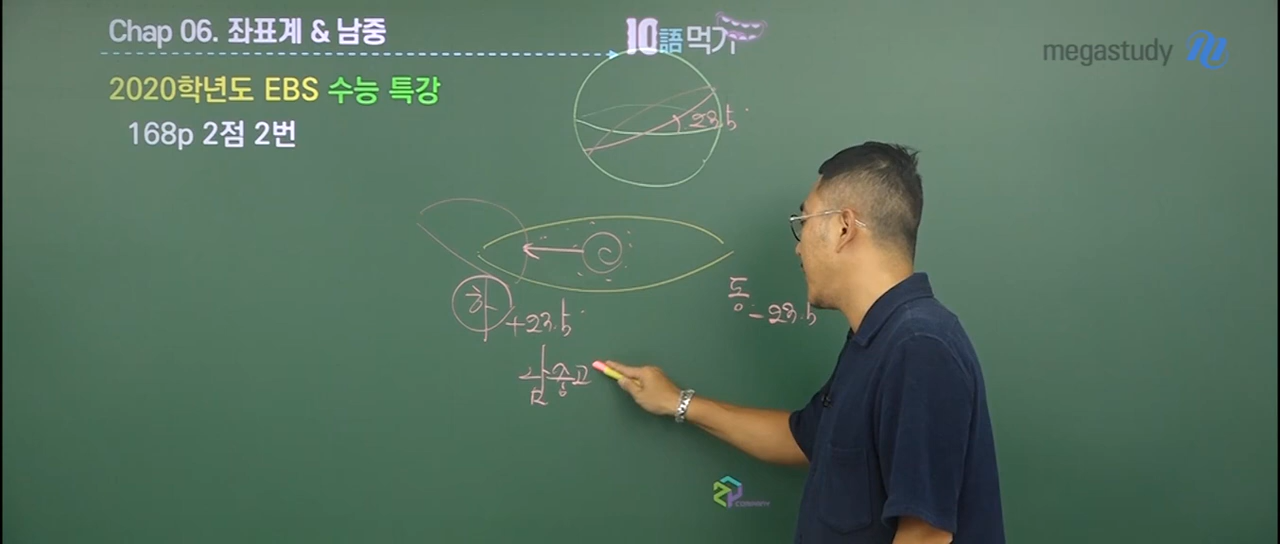 Chap 06. 좌표계 & 남중
10語먹기
megastudy
2020학년도 EBS 수능 특강
168p 2점 2번
23.5°
하
+23.5°
동
-23.5
남중고